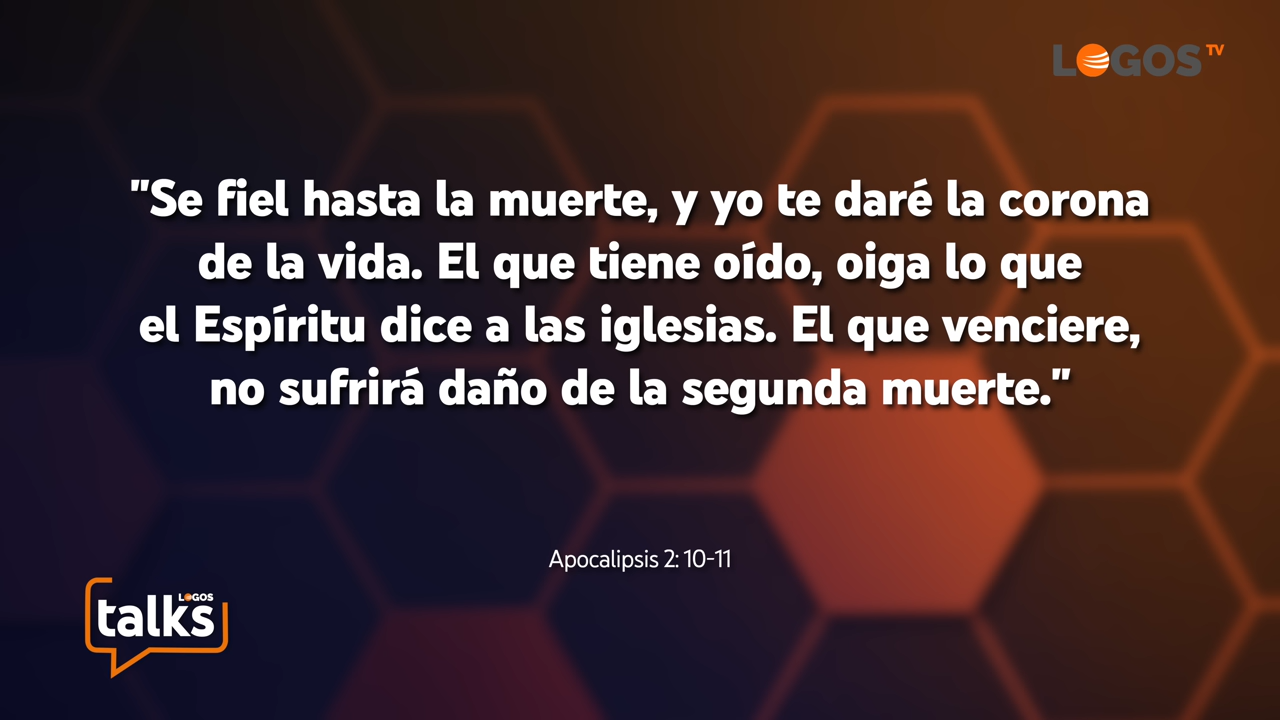 LOGOS TV
"Se fiel hasta la muerte, y yo te daré la corona
de la vida. El que tiene oído, oiga lo que
el Espíritu dice a las iglesias. El que venciere,
no sufrirá daño de la segunda muerte."
Apocalipsis 2: 10-11
LOGOS
talks